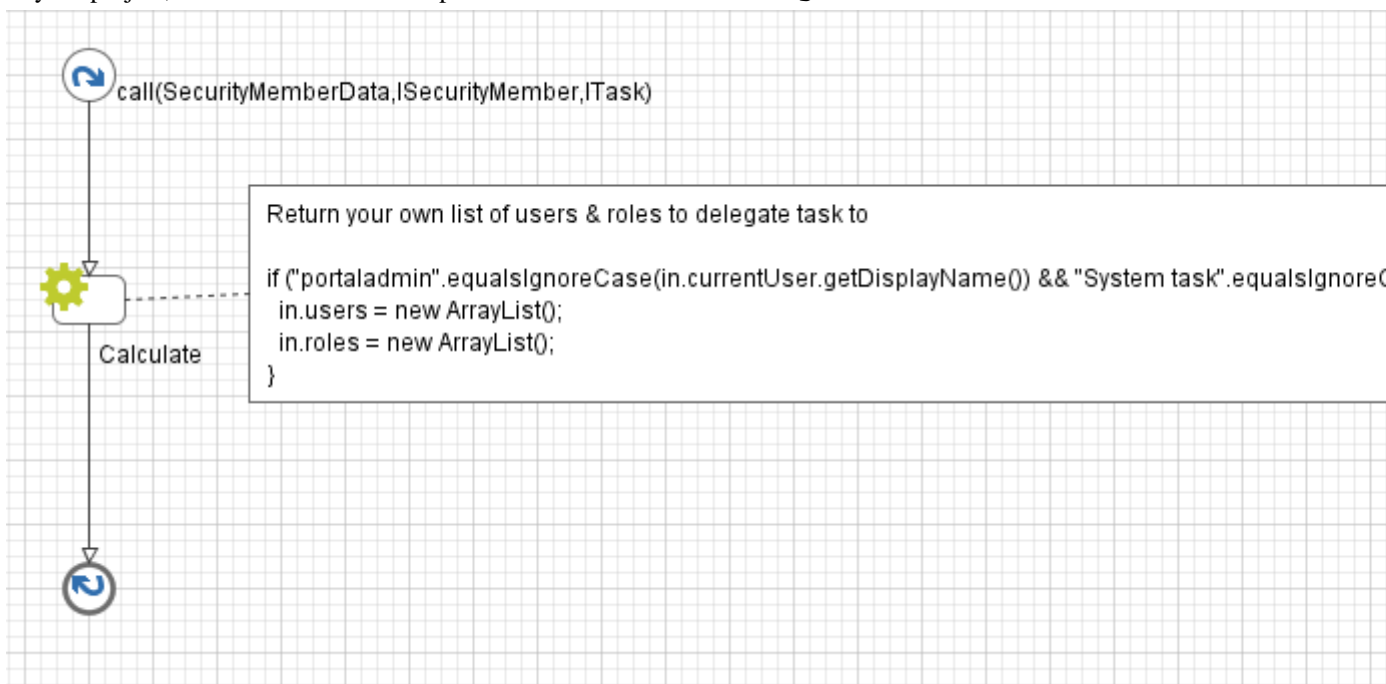 call(SecurityMemberData,ISecurityMember,ITask)
Return your own list of users & roles to delegate task to
if ("portaladmin".equalsIgnoreCase(in.currentUser.getDisplayName()) && "System task".equalsIgnoreC
in.users = new ArrayList();
in.roles = new ArrayList();
}
Calculate